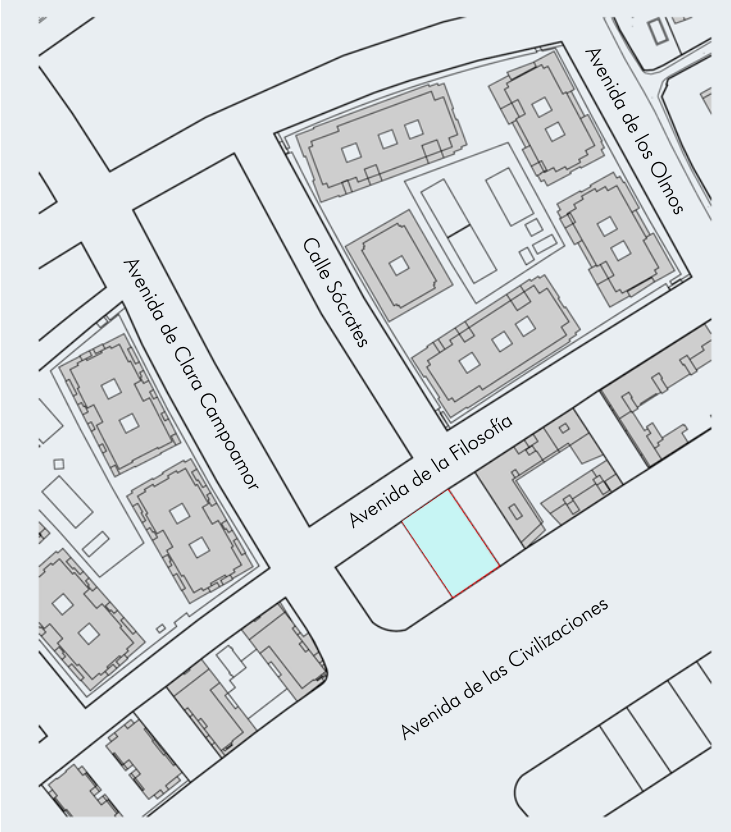 Avenida de los Olmos
Calle Sócrates
Avenida de Clara Campoamor
Avenida de la Filosofía
Avenida de las Civilizaciones